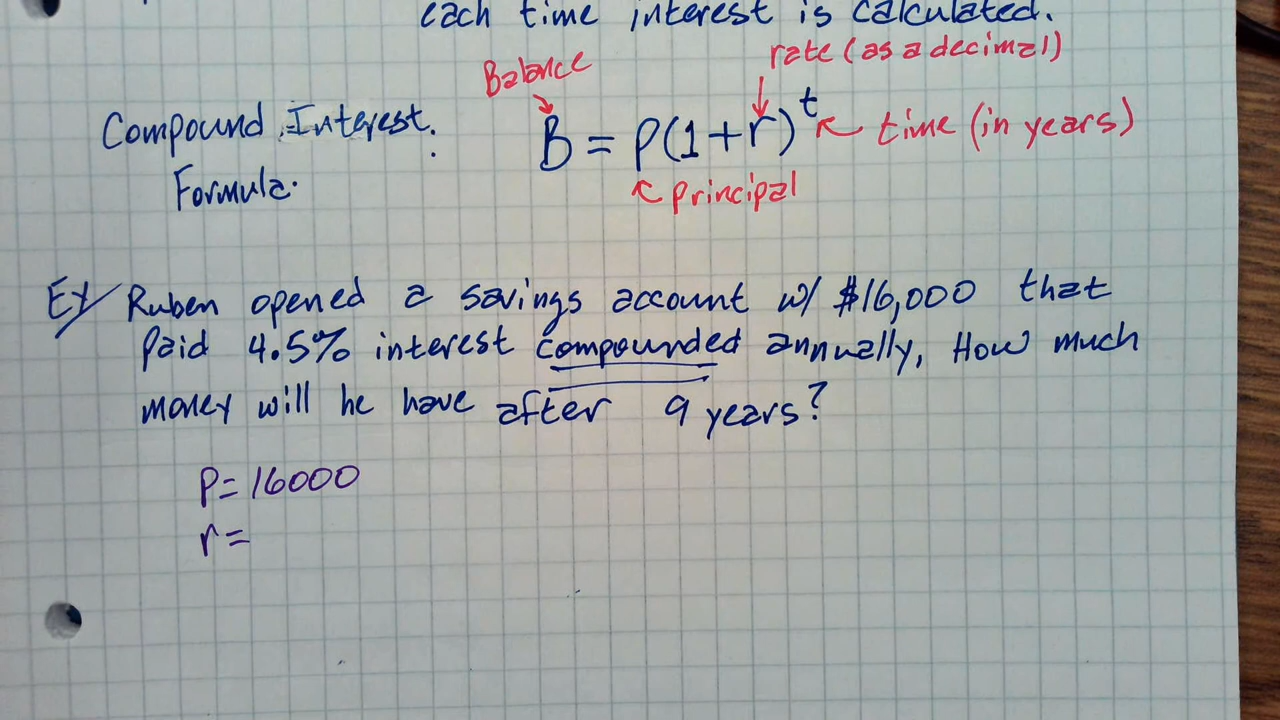 each time interest is calculated.
rate (as a decimal)
Balance
Compound Interest.
B = P(1+r)^t
time (in years)
Formula:
principal
Ex/ Ruben opened a savings account w/ $16,000 that
paid 4.5% interest compounded annually, How much
money will he have after 9 years?
P= 16000
r=